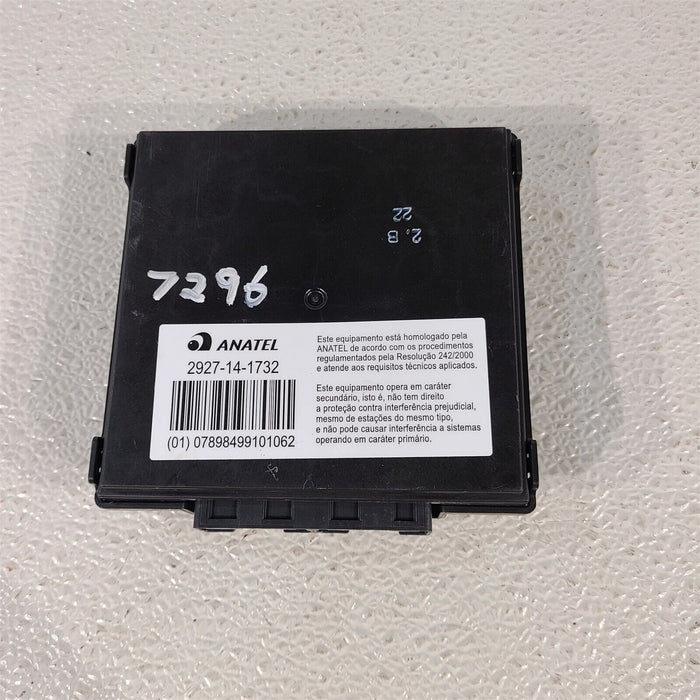 22
2.B
7296
ANATEL
2927-14-1732
(01) 07898499101062
Este equipamento está homologado pela
ANATEL de acordo com os procedimentos
regulamentados pela Resolução 242/2000
e atende aos requisitos técnicos aplicados.
Este equipamento opera em caráter
secundário, isto é, não tem direito
a proteção contra interferência prejudicial,
mesmo de estações do mesmo tipo,
e não pode causar interferência a sistemas
operando em caráter primário.